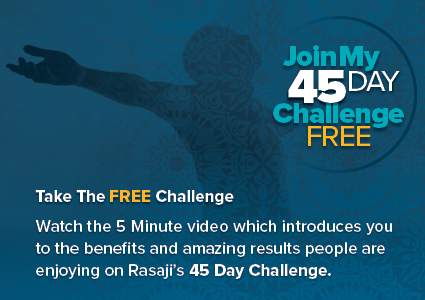 Join My
45 DAY
Challenge
FREE
Take The FREE Challenge
Watch the 5 Minute video which introduces you
to the benefits and amazing results people are
enjoying on Rasaji's 45 Day Challenge.